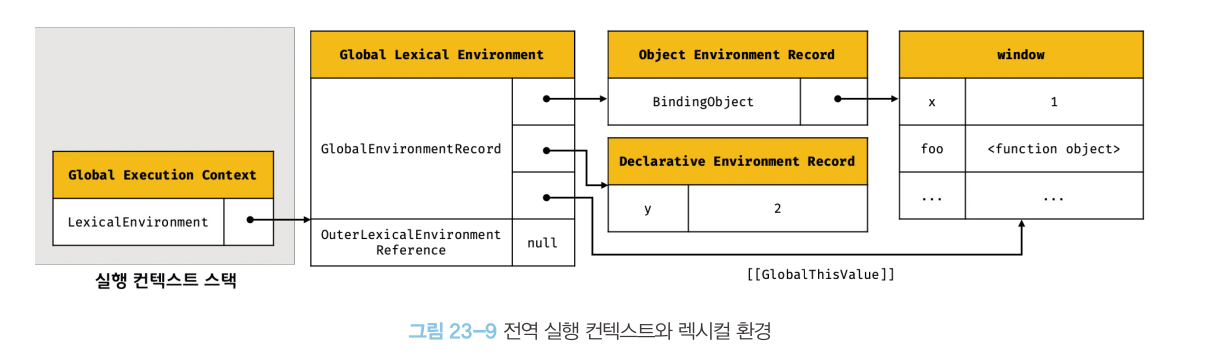 Global Execution Context
LexicalEnvironment
실행 컨텍스트 스택
Global Lexical Environment
GlobalEnvironmentRecord
OuterLexicalEnvironment
Reference
null
Object Environment Record
BindingObject
Declarative Environment Record
y 2
window
x 1
foo <function object>
... ...
[[GlobalThisValue]]
그림 23-9 전역 실행 컨텍스트와 렉시컬 환경